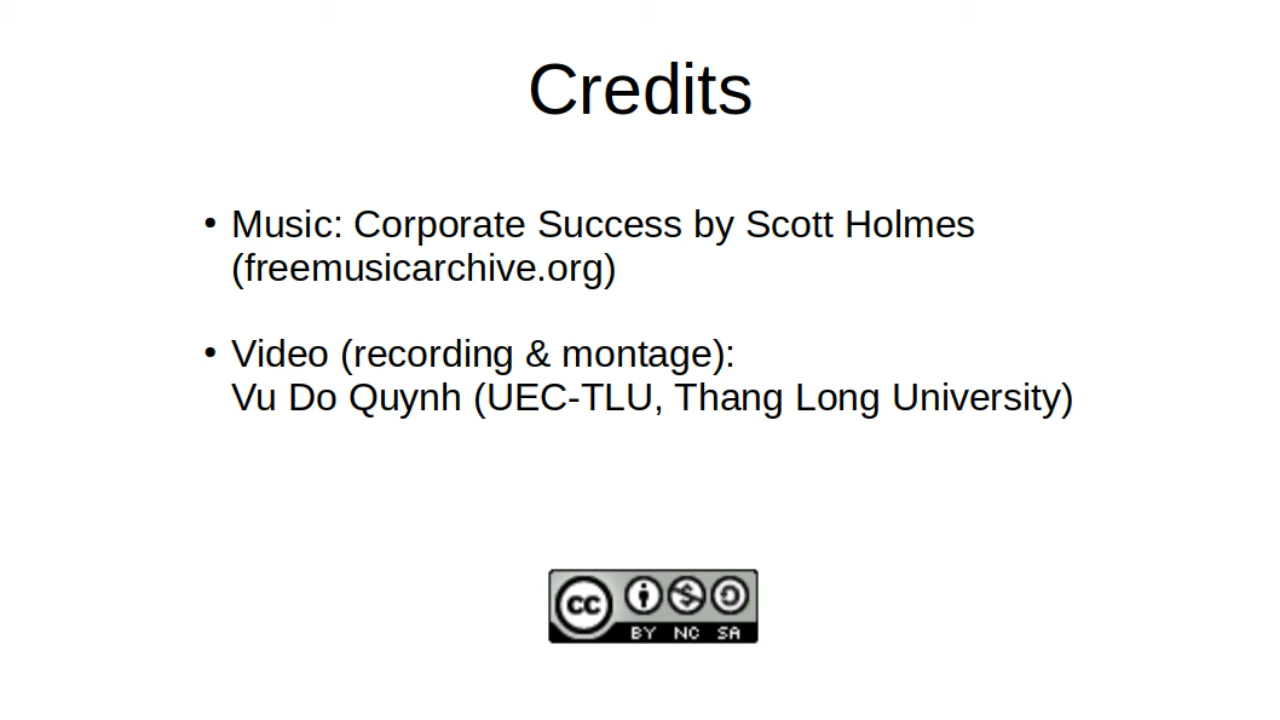 Credits
• Music: Corporate Success by Scott Holmes
(freemusicarchive.org)
• Video (recording & montage):
Vu Do Quynh (UEC-TLU, Thang Long University)
CC
BY NC SA